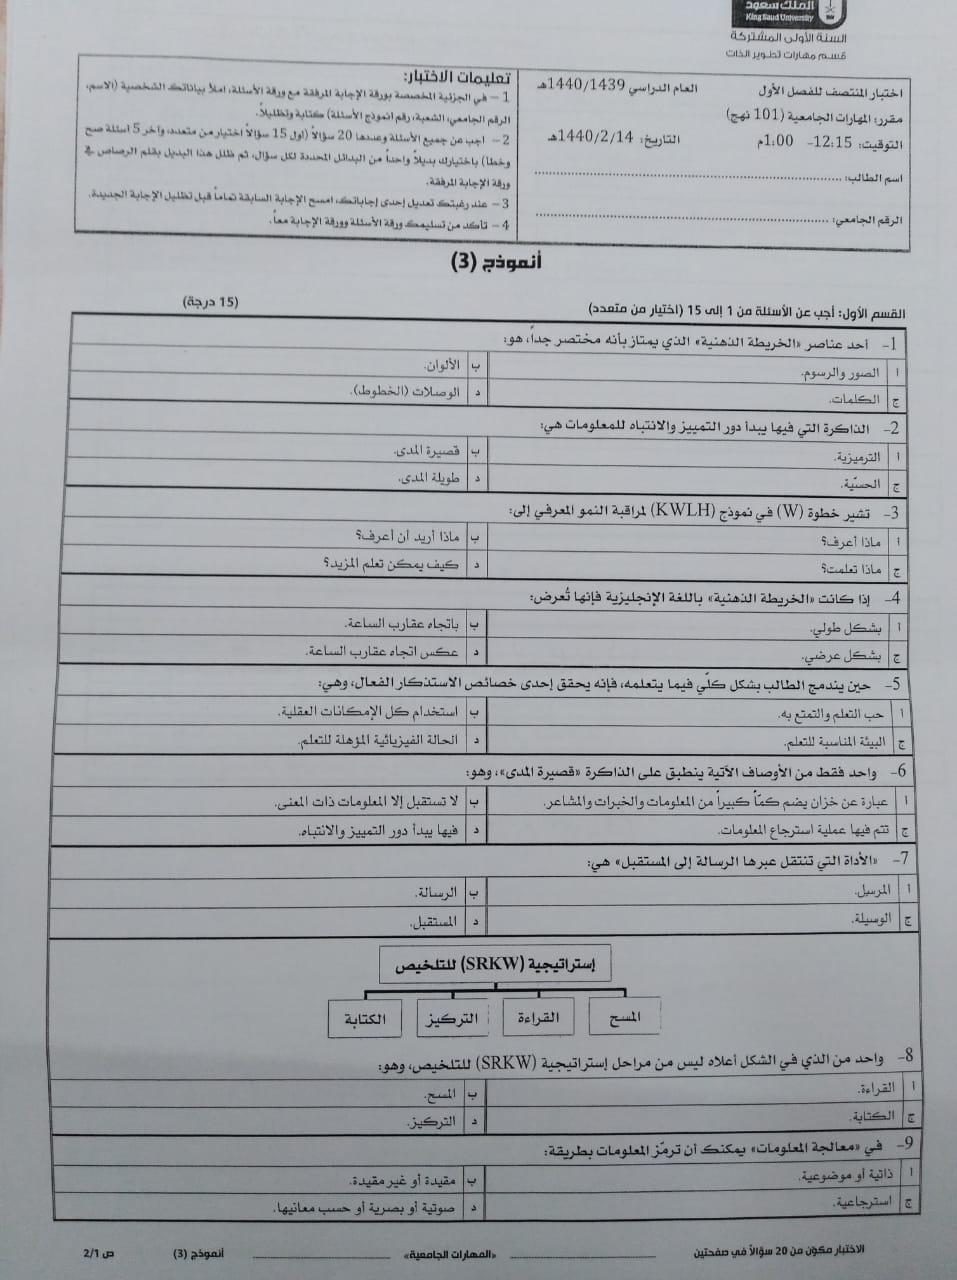 الملك سعود
King Saud University
السنة الأولى المشتركة
قسم مهارات تطوير الذات
اختبار المنتصف للفصل الأول
العام الدراسي 1440/1439هـ
مقرر: المهارات الجامعية (101 نهج)
التوقيت: 12:15 – 1:00م
التاريخ: 1440/2/14هـ
اسم الطالب:
الرقم الجامعي:
تعليمات الاختبار:
1 – في الجزئية المخصصة بورقة الإجابة المرفقة مع ورقة الأسئلة، املأ بياناتك الشخصية (الاسم، الرقم الجامعي، الشعبة، رقم أنموذج الأسئلة) كتابة وتظليلاً.
2 – أجب عن جميع الأسئلة وعددها 20 سؤالاً (أول 15 سؤالاً اختيار من متعدد، وآخر 5 أسئلة صح وخطأ) باختيارك بديلاً واحداً من البدائل المحددة لكل سؤال، ثم ظلل هذا البديل بقلم الرصاص في ورقة الإجابة المرفقة.
3 – عند رغبتك تعديل إحدى إجاباتك، امسح الإجابة السابقة تماماً قبل تظليل الإجابة الجديدة.
4 – تأكد من تسليمك ورقة الأسئلة وورقة الإجابة معاً.
أنموذج (3)
القسم الأول: أجب عن الأسئلة من 1 إلى 15 (اختيار من متعدد)
(15 درجة)
1- أحد عناصر «الخريطة الذهنية» الذي يمتاز بأنه مختصر جداً، هو:
أ الصور والرسوم.
ب الألوان.
ج الكلمات.
د الوصلات (الخطوط).
2- الذاكرة التي فيها يبدأ دور التمييز والانتباه للمعلومات هي:
أ الترميزية.
ب قصيرة المدى.
ج الحسّية.
د طويلة المدى.
3- تشير خطوة (W) في نموذج (KWLH) لمراقبة النمو المعرفي إلى:
أ ماذا أعرف؟
ب ماذا أريد أن أعرف؟
ج ماذا تعلمت؟
د كيف يمكن تعلم المزيد؟
4- إذا كانت «الخريطة الذهنية» باللغة الإنجليزية فإنها تُعرض:
أ بشكل طولي.
ب باتجاه عقارب الساعة.
ج بشكل عرضي.
د عكس اتجاه عقارب الساعة.
5- حين يندمج الطالب بشكل كلّي فيما يتعلمه، فإنه يحقق إحدى خصائص الاستذكار الفعال، وهي:
أ حب التعلم والتمتع به.
ب استخدام كل الإمكانات العقلية.
ج البيئة المناسبة للتعلم.
د الحالة الفيزيائية المؤهلة للتعلم.
6- واحد فقط من الأوصاف الآتية ينطبق على الذاكرة «قصيرة المدى»، وهو:
أ عبارة عن خزان يضم كمّاً كبيراً من المعلومات والخبرات والمشاعر.
ب لا تستقبل إلا المعلومات ذات المعنى.
ج تتم فيها عملية استرجاع المعلومات.
د فيها يبدأ دور التمييز والانتباه.
7- «الأداة التي تنتقل عبرها الرسالة إلى المستقبل» هي:
أ المرسل.
ب الرسالة.
ج الوسيلة.
د المستقبل.
إستراتيجية (SRKW) للتلخيص
المسح
القراءة
التركيز
الكتابة
8- واحد من الذي في الشكل أعلاه ليس من مراحل إستراتيجية (SRKW) للتلخيص، وهو:
أ القراءة.
ب المسح.
ج الكتابة.
د التركيز.
9- في «معالجة المعلومات» يمكنك أن ترمّز المعلومات بطريقة:
أ ذاتية أو موضوعية.
ب مقيدة أو غير مقيدة.
ج استرجاعية.
د صوتية أو بصرية أو حسب معانيها.
الاختبار مكوّن من 20 سؤالاً في صفحتين
«المهارات الجامعية»
أنموذج (3)
ص 2/1